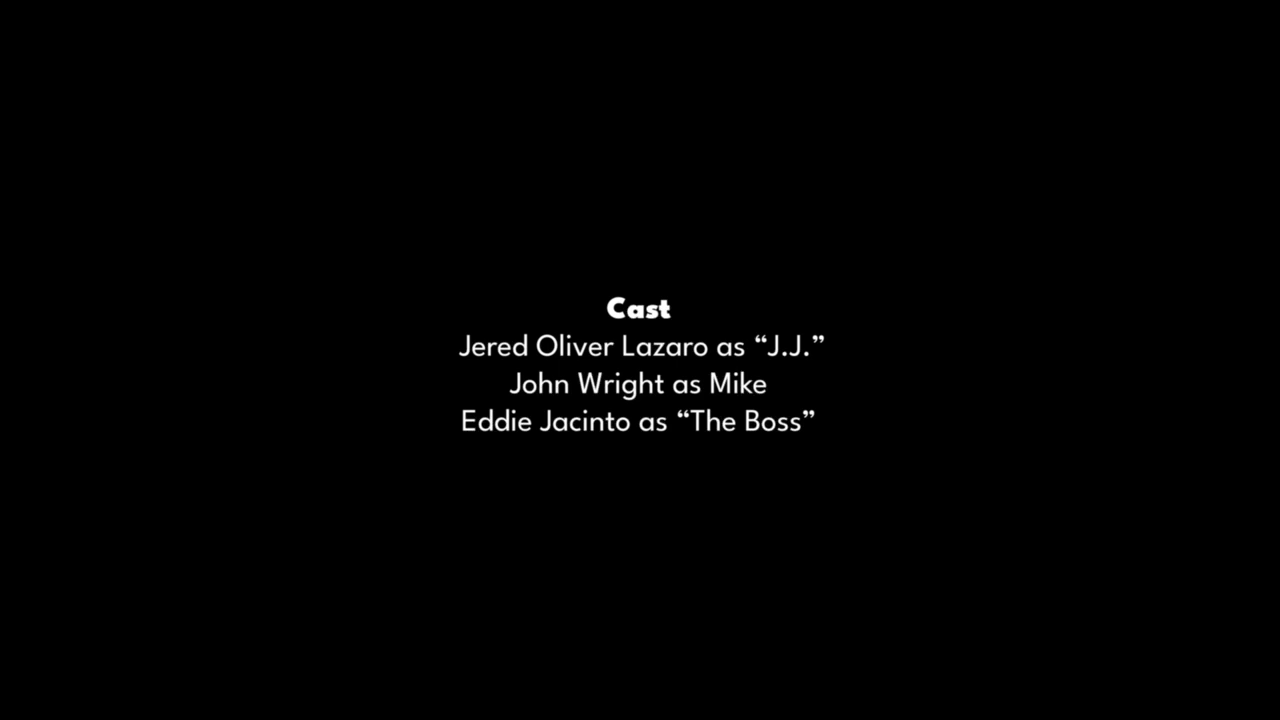 Cast
Jered Oliver Lazaro as “J.J.”
John Wright as Mike
Eddie Jacinto as “The Boss”